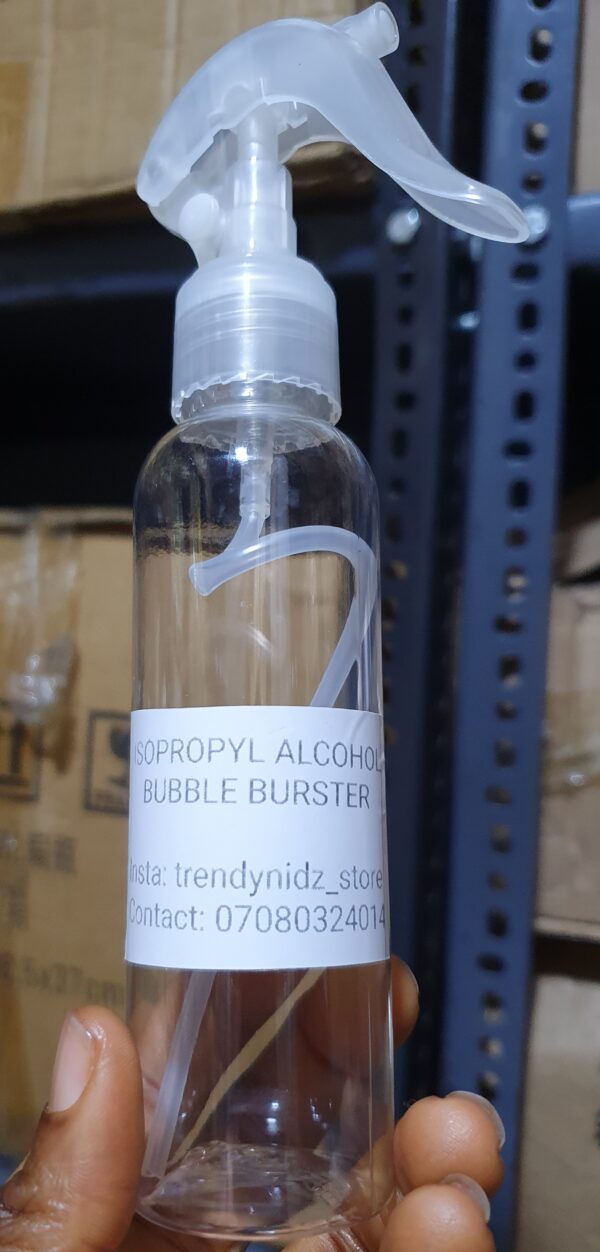 ISOPROPYL ALCOHOL
BUBBLE BURSTER
Insta: trendynidz_store
Contact: 07080324014